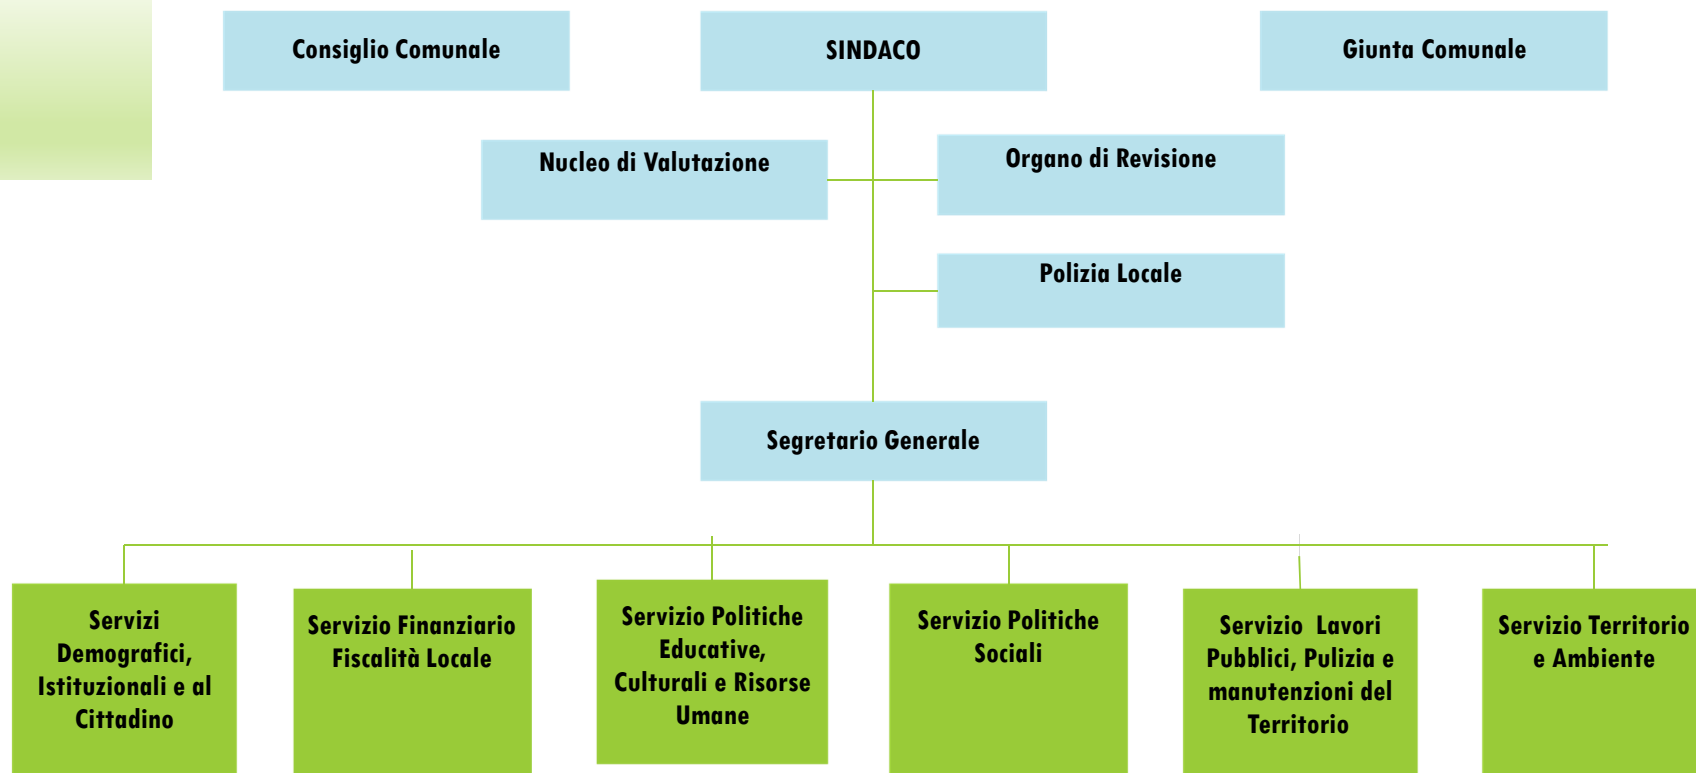 Consiglio Comunale
SINDACO
Giunta Comunale
Nucleo di Valutazione
Organo di Revisione
Polizia Locale
Segretario Generale
Servizi
Demografici,
Istituzionali e al
Cittadino
Servizio Finanziario
Fiscalità Locale
Servizio Politiche
Educative,
Culturali e Risorse
Umane
Servizio Politiche
Sociali
Servizio Lavori
Pubblici, Pulizia e
manutenzioni del
Territorio
Servizio Territorio
e Ambiente